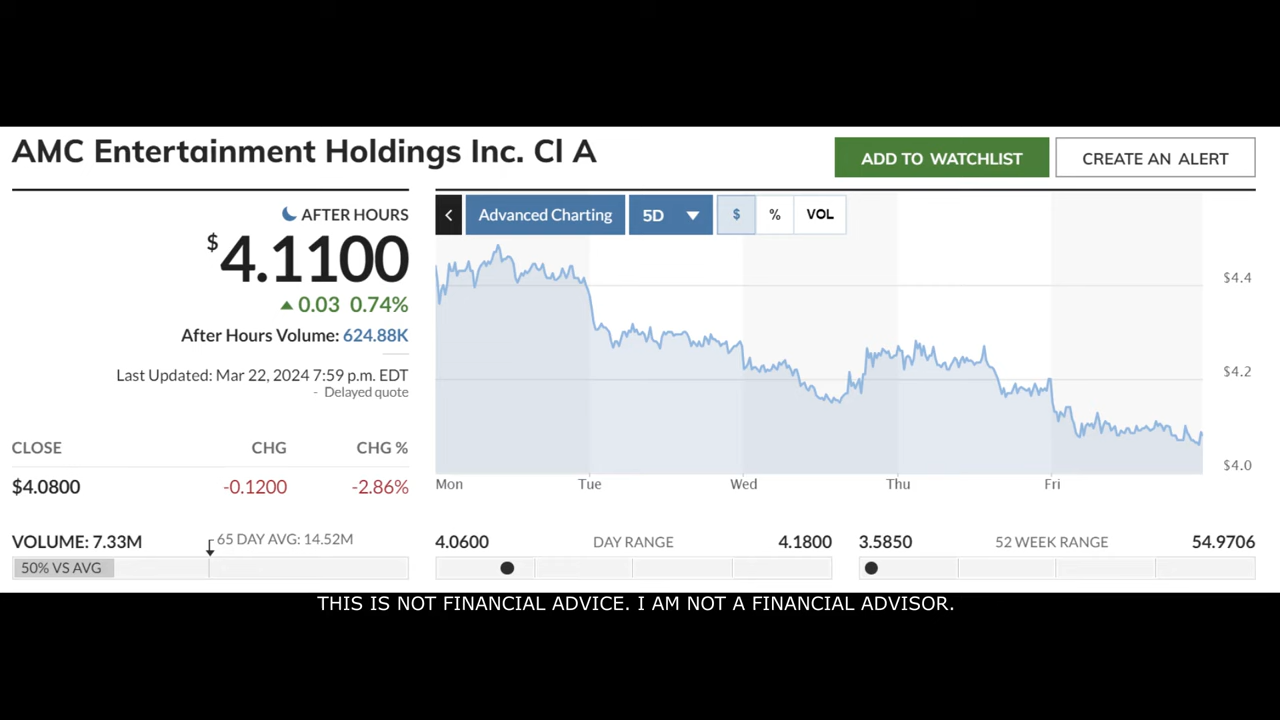 AMC Entertainment Holdings Inc. Cl A
ADD TO WATCHLIST
CREATE AN ALERT
AFTER HOURS
$4.1100
0.03 0.74%
After Hours Volume: 624.88K
Last Updated: Mar 22, 2024 7:59 p.m. EDT
- Delayed quote
CLOSE CHG CHG %
$4.0800 -0.1200 -2.86%
VOLUME: 7.33M 65 DAY AVG: 14.52M
50% VS AVG
Advanced Charting 5D $ % VOL
$4.4
$4.2
$4.0
Mon Tue Wed Thu Fri
4.0600 DAY RANGE 4.1800
3.5850 52 WEEK RANGE 54.9706
THIS IS NOT FINANCIAL ADVICE. I AM NOT A FINANCIAL ADVISOR.